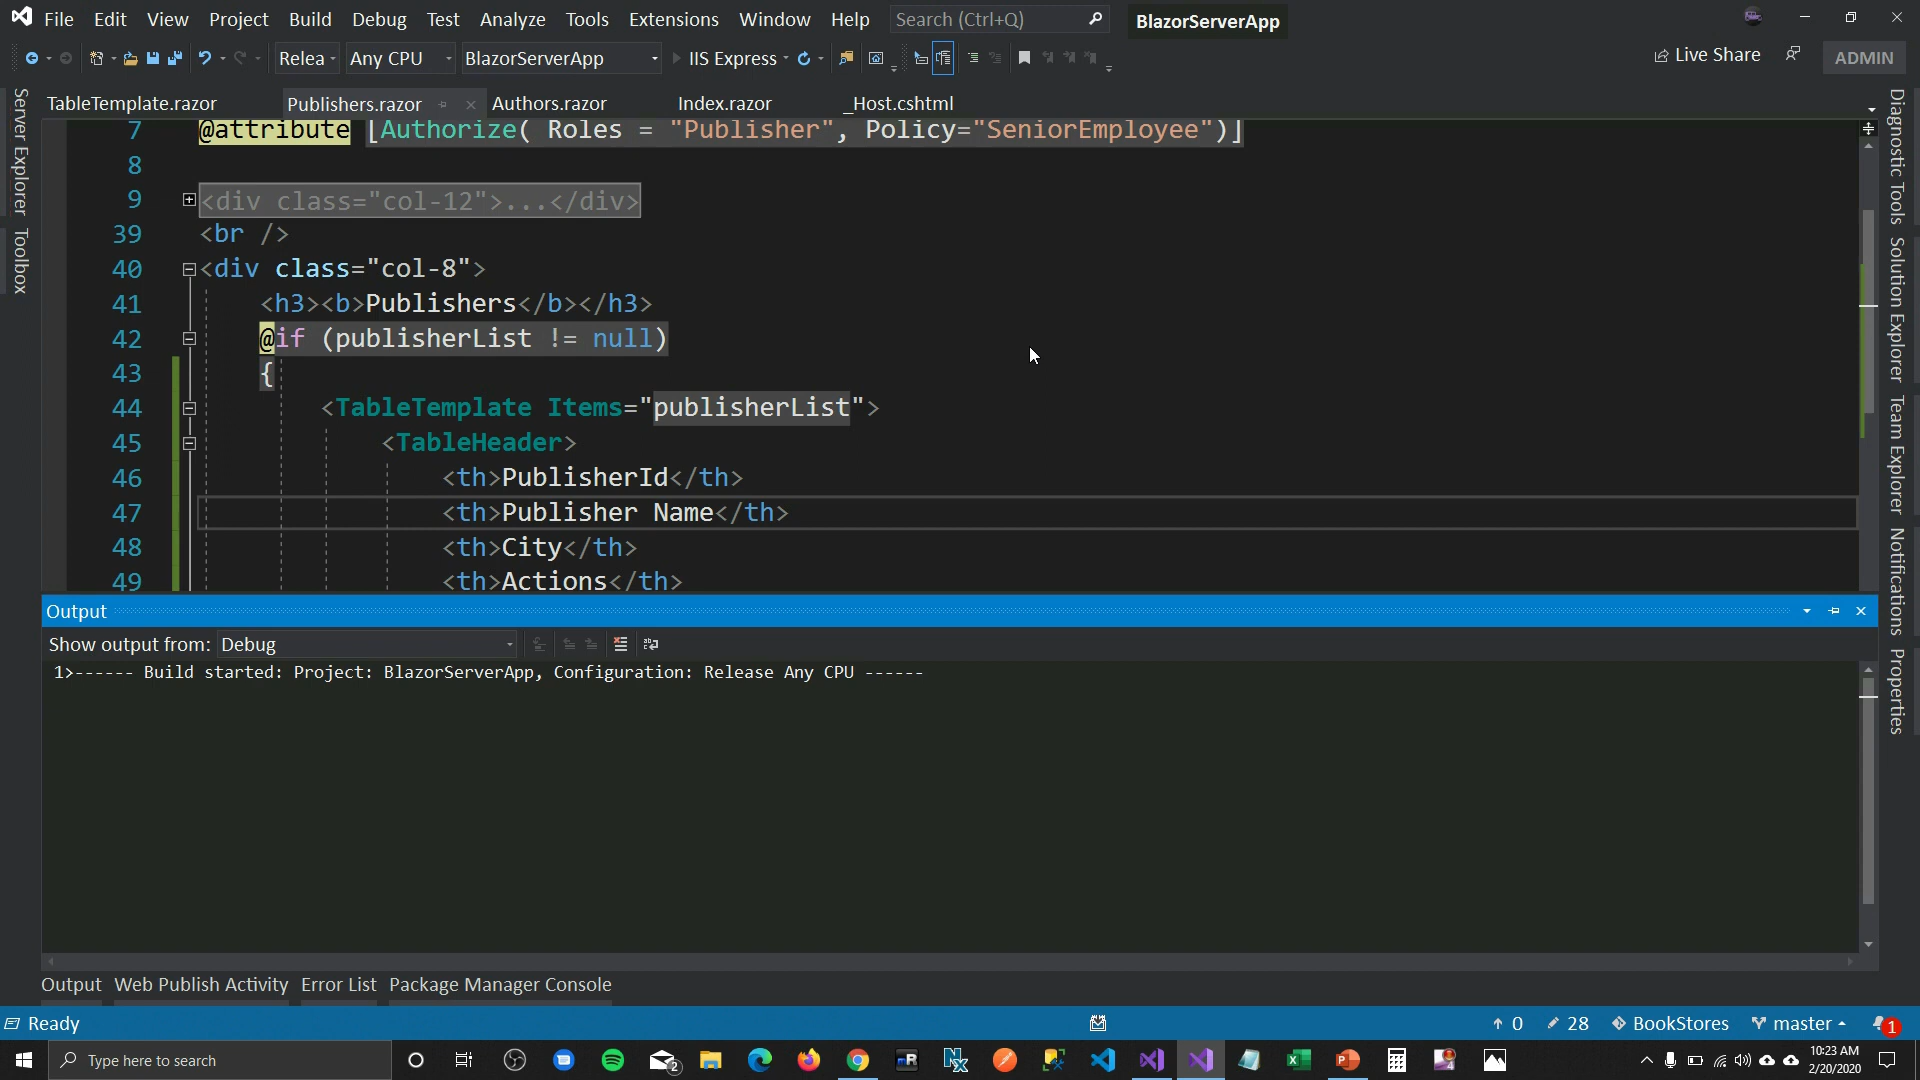 File Edit View Project Build Debug Test Analyze Tools Extensions Window Help Search (Ctrl+Q) BlazorServerApp
Relea Any CPU BlazorServerApp IIS Express Live Share ADMIN
TableTemplate.razor Publishers.razor Authors.razor Index.razor _Host.cshtml
7 @attribute [Authorize( Roles = "Publisher", Policy="SeniorEmployee")]
8
9 <div class="col-12">...</div>
39 <br />
40 <div class="col-8">
41 <h3><b>Publishers</b></h3>
42 @if (publisherList != null)
43 {
44 <TableTemplate Items="publisherList">
45 <TableHeader>
46 <th>PublisherId</th>
47 <th>Publisher Name</th>
48 <th>City</th>
49 <th>Actions</th>
Server Explorer
Toolbox
Diagnostic Tools
Solution Explorer
Team Explorer
Notifications
Properties
Output
Show output from: Debug
1>------ Build started: Project: BlazorServerApp, Configuration: Release Any CPU ------
Output Web Publish Activity Error List Package Manager Console
Ready 0 28 BookStores master 1
Type here to search 2 10:23 AM
2/20/2020